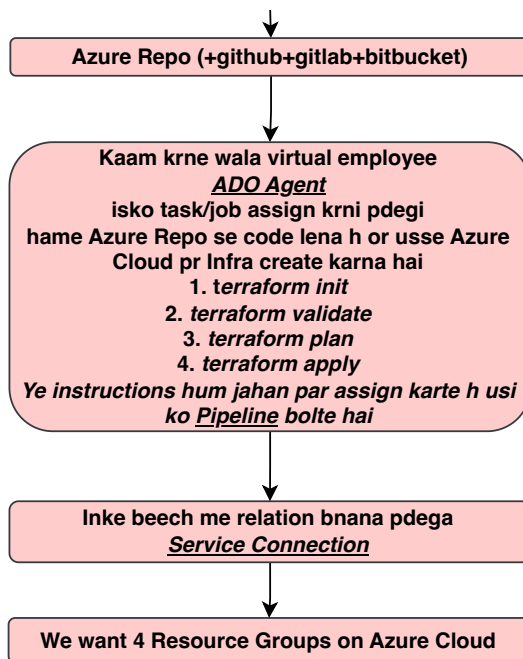 Azure Repo (+github+gitlab+bitbucket)
Kaam krne wala virtual employee
ADO Agent
isko task/job assign krni pdegi
hame Azure Repo se code lena h or usse Azure
Cloud pr Infra create karna hai
1. terraform init
2. terraform validate
3. terraform plan
4. terraform apply
Ye instructions hum jahan par assign karte h usi
ko Pipeline bolte hai
Inke beech me relation bnana pdega
Service Connection
We want 4 Resource Groups on Azure Cloud